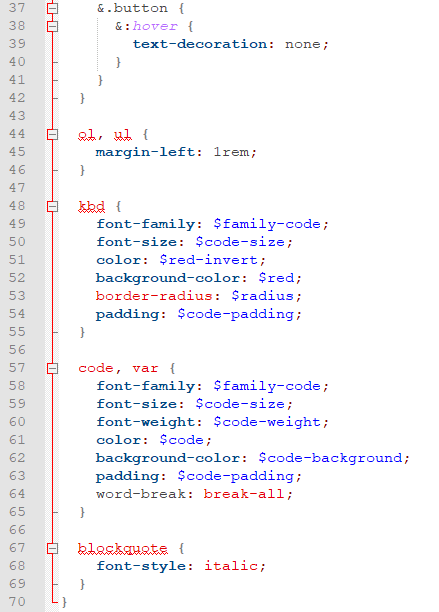 37 &.button {
38 &:hover {
39 text-decoration: none;
40 }
41 }
42 }
43
44 ol, ul {
45 margin-left: 1rem;
46 }
47
48 kbd {
49 font-family: $family-code;
50 font-size: $code-size;
51 color: $red-invert;
52 background-color: $red;
53 border-radius: $radius;
54 padding: $code-padding;
55 }
56
57 code, var {
58 font-family: $family-code;
59 font-size: $code-size;
60 font-weight: $code-weight;
61 color: $code;
62 background-color: $code-background;
63 padding: $code-padding;
64 word-break: break-all;
65 }
66
67 blockquote {
68 font-style: italic;
69 }
70 }